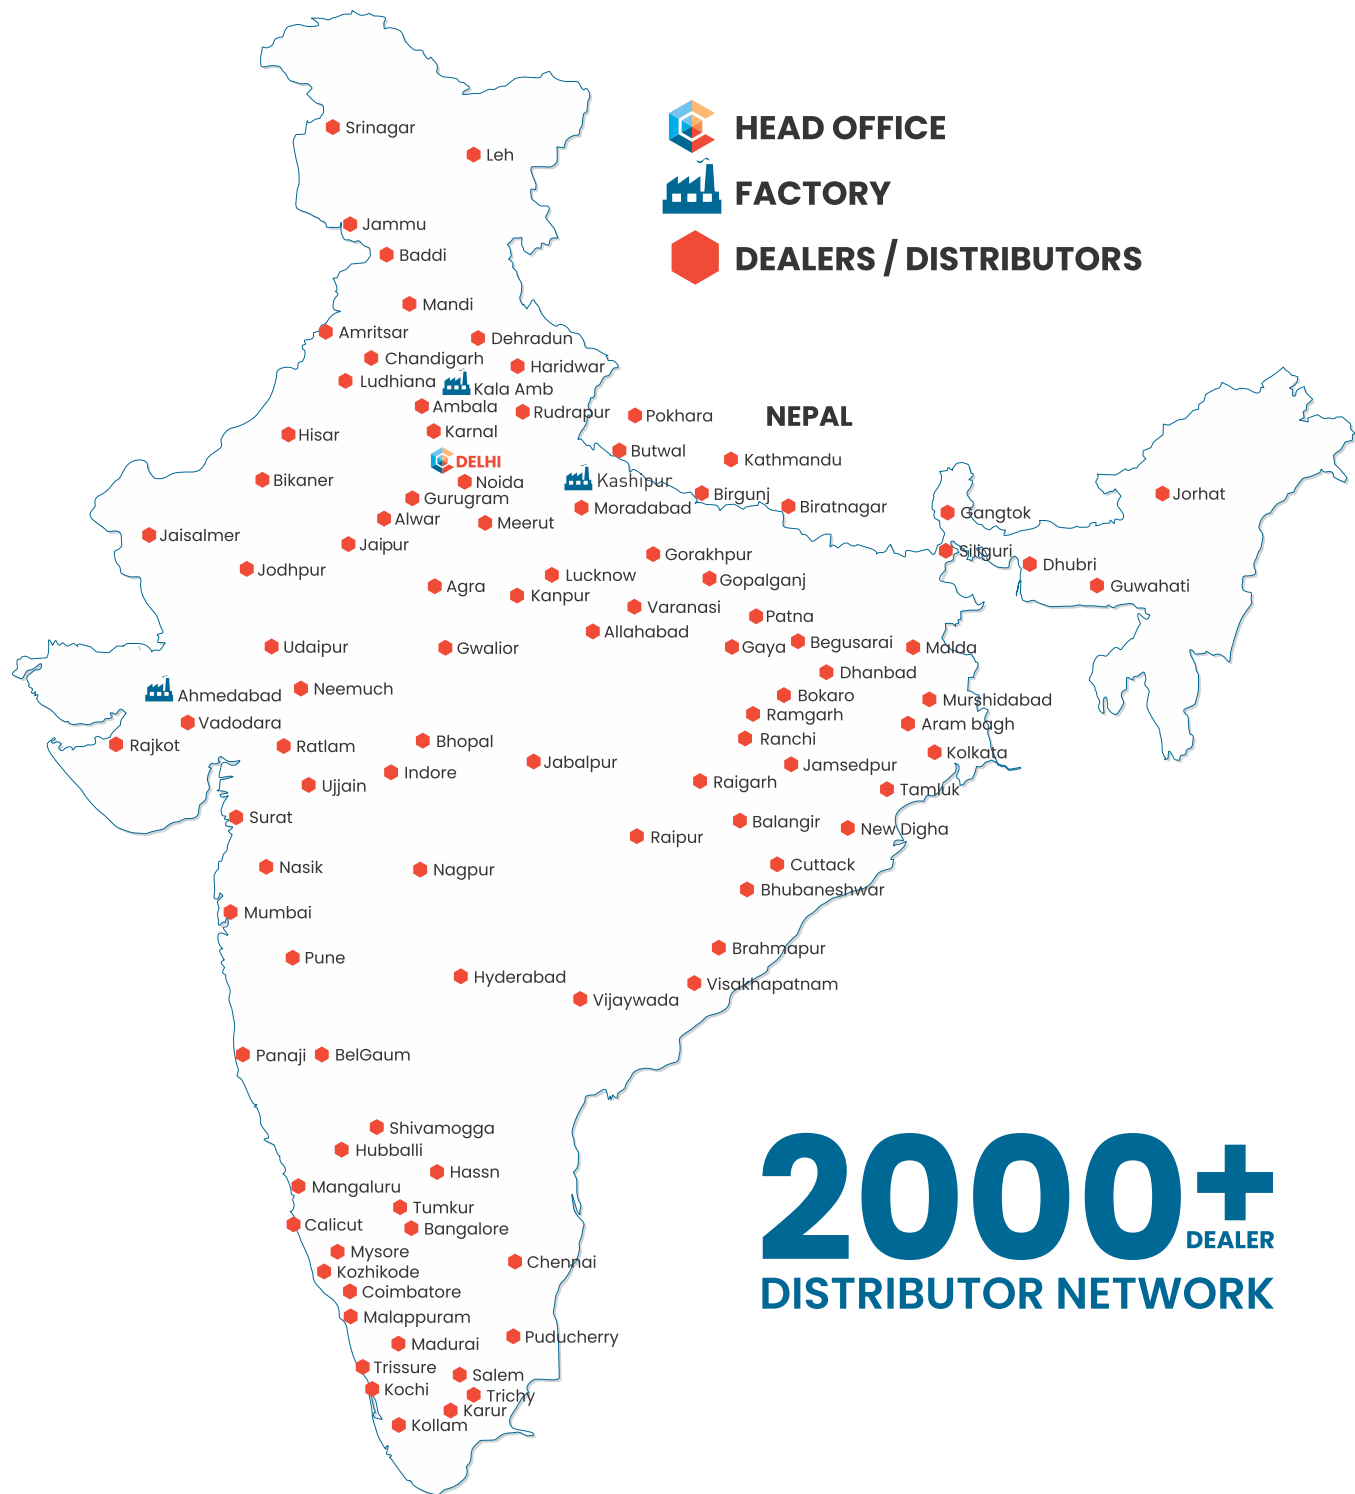 HEAD OFFICE
FACTORY
DEALERS / DISTRIBUTORS
Srinagar
Leh
Jammu
Baddi
Mandi
Amritsar
Dehradun
Chandigarh
Haridwar
Ludhiana
Kala Amb
Ambala
Rudrapur
Pokhara
NEPAL
Hisar
Karnal
Butwal
Kathmandu
DELHI
Bikaner
Noida
Kashipur
Gurugram
Birgunj
Jorhat
Moradabad
Biratnagar
Gangtok
Alwar
Meerut
Jaisalmer
Jaipur
Siliguri
Gorakhpur
Dhubri
Jodhpur
Lucknow
Gopalganj
Agra
Kanpur
Guwahati
Varanasi
Patna
Allahabad
Udaipur
Gwalior
Gaya
Begusarai
Malda
Dhanbad
Ahmedabad
Neemuch
Bokaro
Murshidabad
Vadodara
Ramgarh
Aram bagh
Rajkot
Ratlam
Bhopal
Ranchi
Kolkata
Jabalpur
Jamsedpur
Indore
Ujjain
Raigarh
Tamluk
Surat
Balangir
New Digha
Raipur
Nasik
Nagpur
Cuttack
Bhubaneshwar
Mumbai
Pune
Brahmapur
Hyderabad
Visakhapatnam
Vijaywada
Panaji
BelGaum
Shivamogga
Hubballi
Hassn
Mangaluru
Tumkur
Calicut
Bangalore
Mysore
Chennai
Kozhikode
Coimbatore
Malappuram
Puducherry
Madurai
Trissure
Salem
Kochi
Trichy
Karur
Kollam
2000+
DEALER
DISTRIBUTOR NETWORK